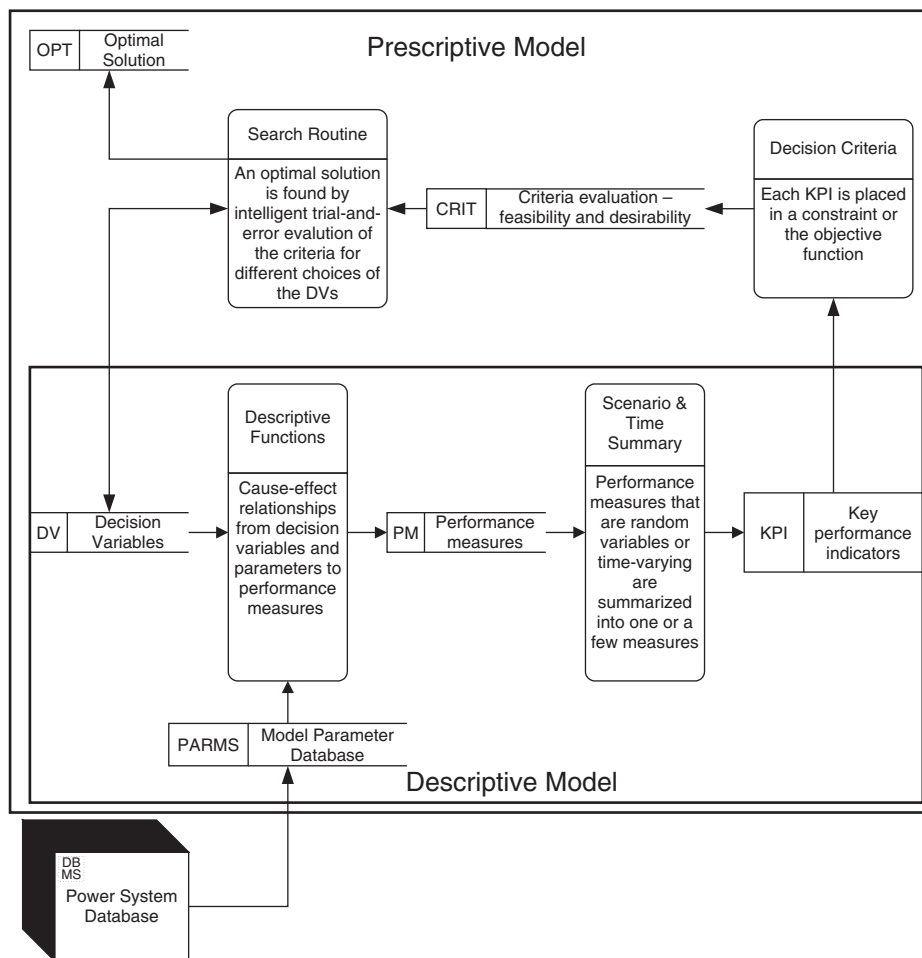 Prescriptive Model
OPT
Optimal
Solution
Search Routine
An optimal solution
is found by
intelligent trial-and-
error evalution of
the criteria for
different choices of
the DVs
CRIT
Criteria evaluation –
feasibility and desirability
Decision Criteria
Each KPI is placed
in a constraint or
the objective
function
Descriptive
Functions
Cause-effect
relationships
from decision
variables and
parameters to
performance
measures
Scenario &
Time
Summary
Performance
measures that
are random
variables or
time-varying
are
summarized
into one or a
few measures
DV
Decision
Variables
PM
Performance
measures
KPI
Key
performance
indicators
PARMS
Model Parameter
Database
Descriptive Model
DB
MS
Power System
Database